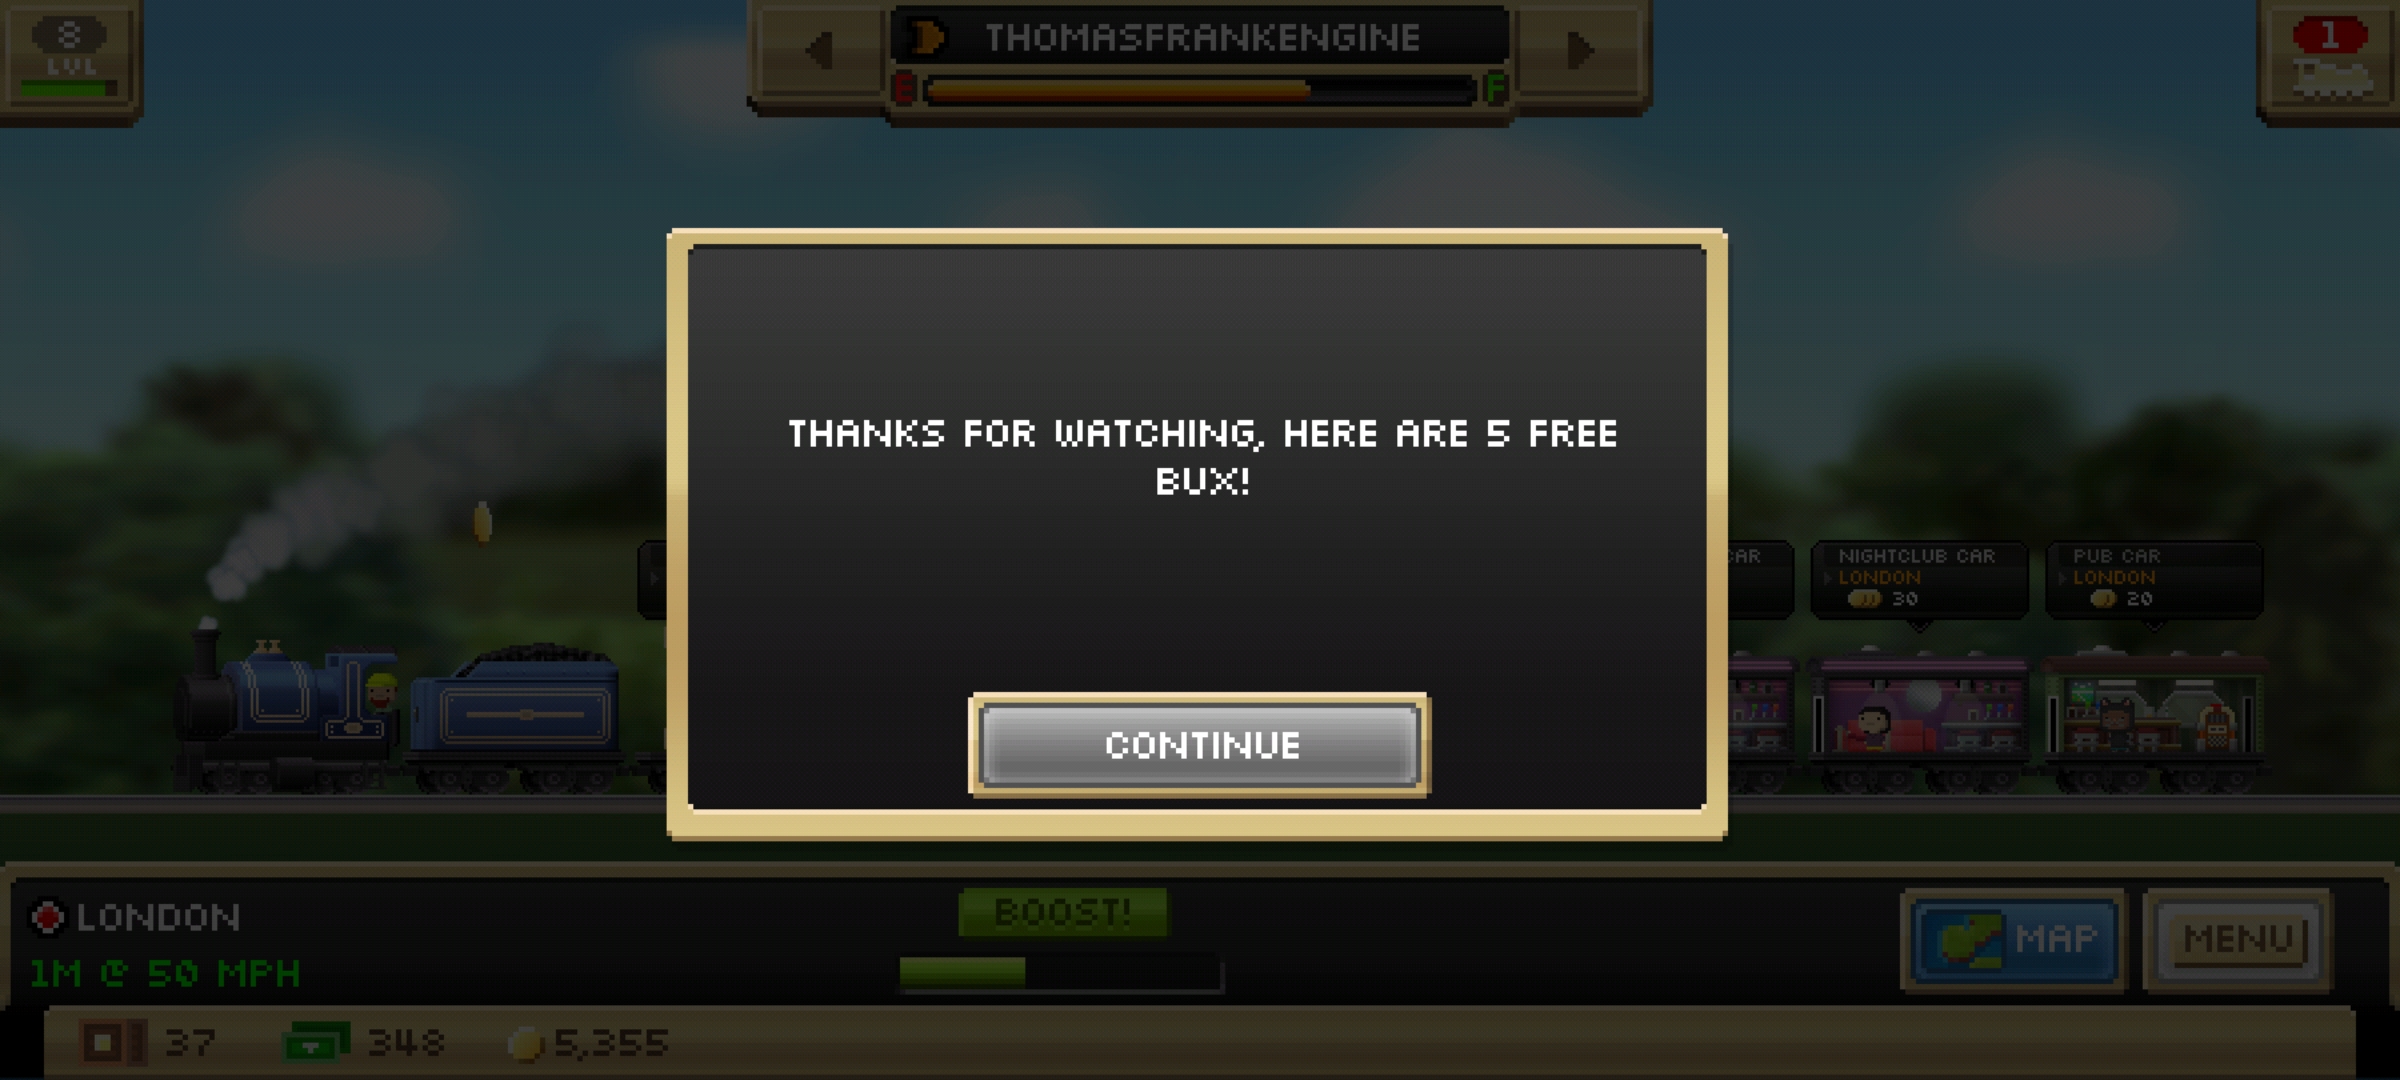 8
LVL
THOMASFRANKENGINE
E F
1
THANKS FOR WATCHING, HERE ARE 5 FREE
BUX!
CONTINUE
CAR
NIGHTCLUB CAR
LONDON
30
PUB CAR
LONDON
20
LONDON
1M @ 50 MPH
BOOST!
MAP
MENU
37
348
5,355